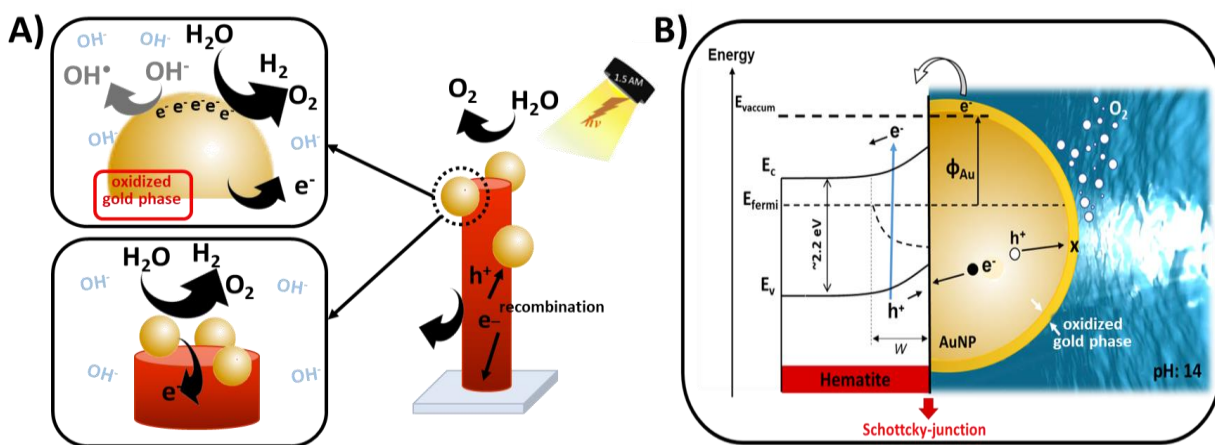 A)
OH-
OH-
H2O
OH-
OH•
OH-
H2
O2
e- e- e- e- e-
OH-
OH-
oxidized
gold phase
e-
H2O
H2
O2
OH-
OH-
OH-
OH-
e-
1.5 AM
hv
O2
H2O
h+
recombination
e–
B)
Energy
Evaccum
e-
O2
e-
Ec
ΦAu
Efermi
~2.2 eV
h+
x
e-
Ev
h+
W
oxidized
gold phase
AuNP
Hematite
pH: 14
Schottcky-junction